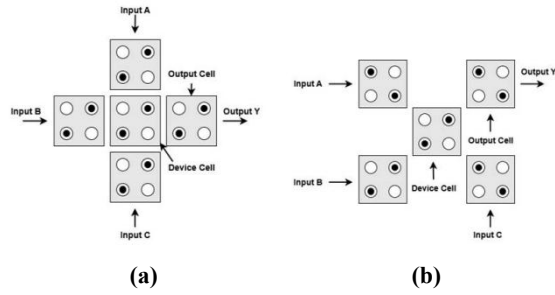 Input A
Output Cell
Input B
Output Y
Device Cell
Input C
(a)
Output Y
Input A
Output Cell
Input B
Device Cell
Input C
(b)